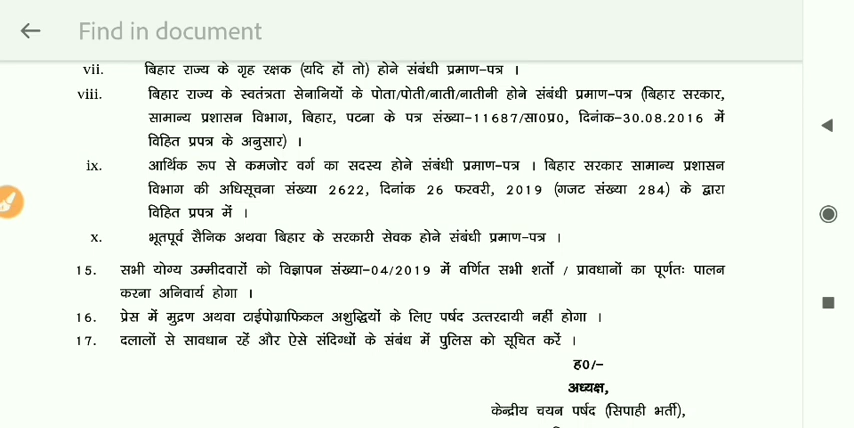 Find in document
vii. बिहार राज्य के गृह रक्षक (यदि हों तो) होने संबंधी प्रमाण–पत्र ।
viii. बिहार राज्य के स्वतंत्रता सेनानियों के पोता/पोती/नाती/नातीनी होने संबंधी प्रमाण–पत्र (बिहार सरकार,
सामान्य प्रशासन विभाग, बिहार, पटना के पत्र संख्या–11687/सा0प्र0, दिनांक–30.08.2016 में
विहित प्रपत्र के अनुसार) ।
ix. आर्थिक रूप से कमजोर वर्ग का सदस्य होने संबंधी प्रमाण–पत्र । बिहार सरकार सामान्य प्रशासन
विभाग की अधिसूचना संख्या 2622, दिनांक 26 फरवरी, 2019 (गजट संख्या 284) के द्वारा
विहित प्रपत्र में ।
x. भूतपूर्व सैनिक अथवा बिहार के सरकारी सेवक होने संबंधी प्रमाण–पत्र ।
15. सभी योग्य उम्मीदवारों को विज्ञापन संख्या–04/2019 में वर्णित सभी शर्तो / प्रावधानों का पूर्णतः पालन
करना अनिवार्य होगा ।
16. प्रेस में मुद्रण अथवा टाईपोग्राफिकल अशुद्धियों के लिए पर्षद उत्तरदायी नहीं होगा ।
17. दलालों से सावधान रहें और ऐसे संदिग्धों के संबंध में पुलिस को सूचित करें ।
ह0/–
अध्यक्ष,
केन्द्रीय चयन पर्षद (सिपाही भर्ती),